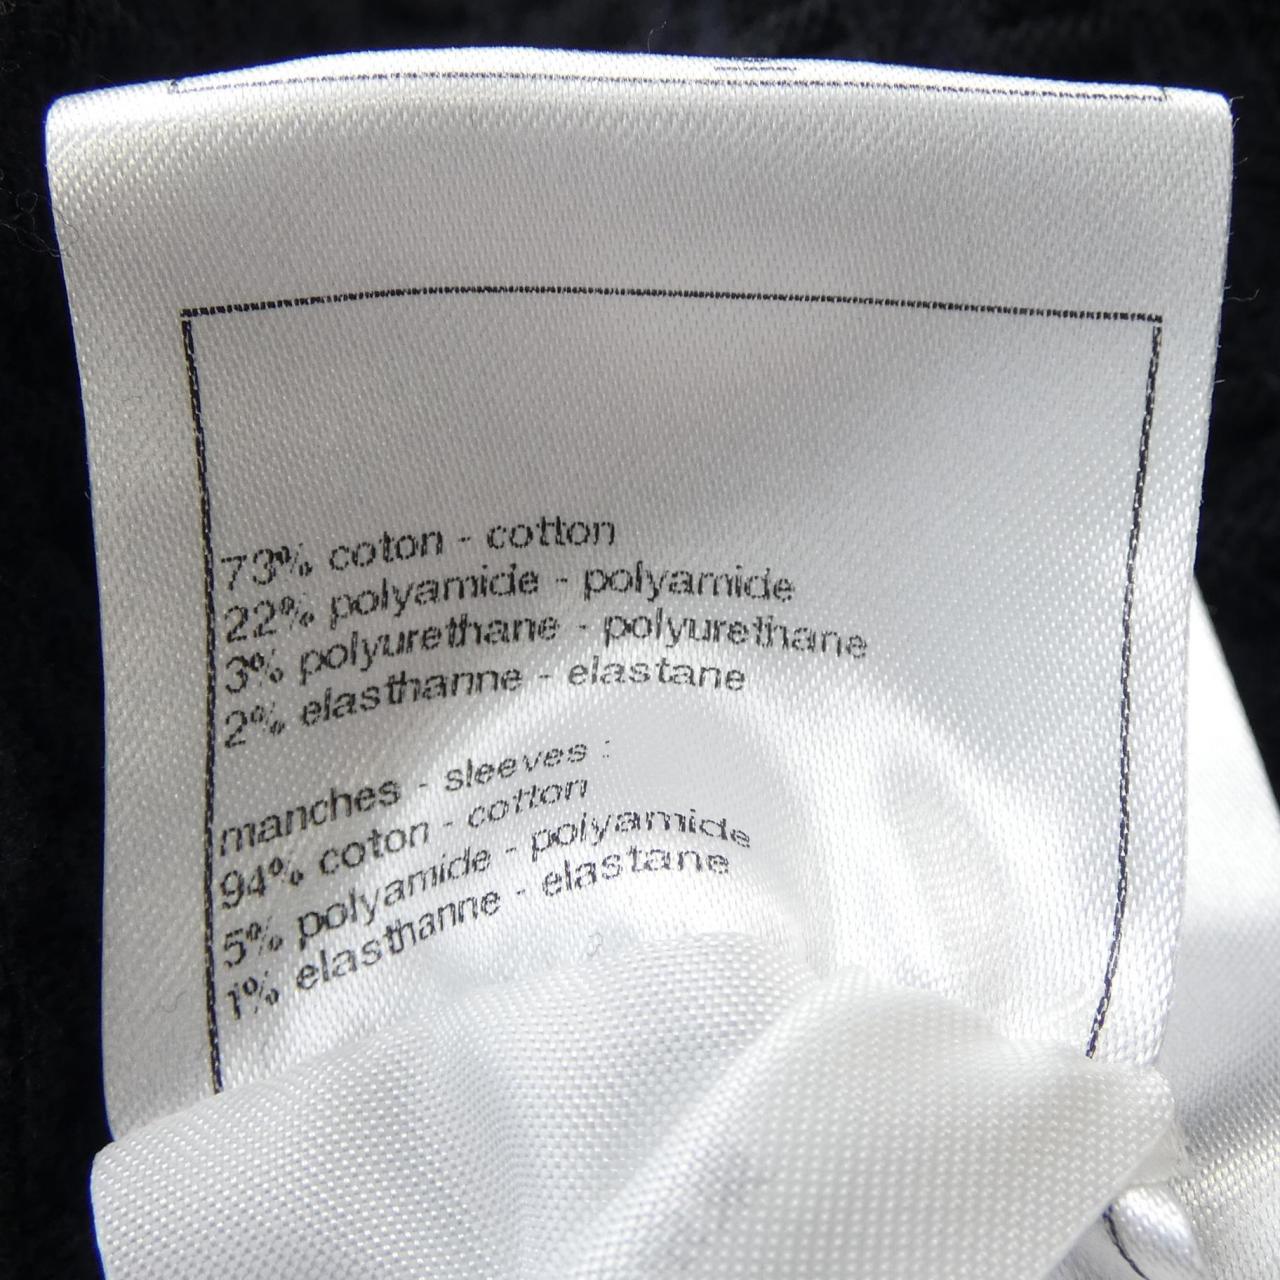 73% coton - cotton
22% polyamide - polyamide
3% polyurethane - polyurethane
2% elasthanne - elastane
manches - sleeves :
94% coton - cotton
5% polyamide - polyamide
1% elasthanne - elastane